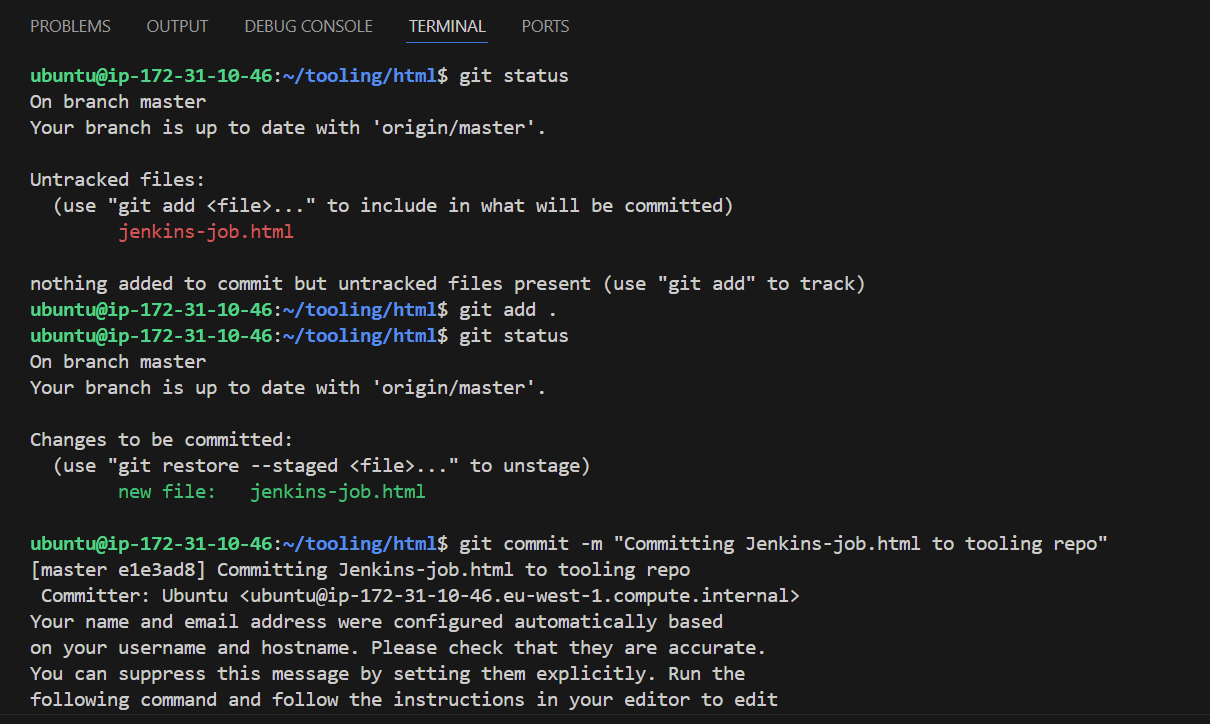 PROBLEMS OUTPUT DEBUG CONSOLE TERMINAL PORTS
ubuntu@ip-172-31-10-46:~/tooling/html$ git status
On branch master
Your branch is up to date with 'origin/master'.
Untracked files:
  (use "git add <file>..." to include in what will be committed)
        jenkins-job.html
nothing added to commit but untracked files present (use "git add" to track)
ubuntu@ip-172-31-10-46:~/tooling/html$ git add .
ubuntu@ip-172-31-10-46:~/tooling/html$ git status
On branch master
Your branch is up to date with 'origin/master'.
Changes to be committed:
  (use "git restore --staged <file>..." to unstage)
        new file:   jenkins-job.html
ubuntu@ip-172-31-10-46:~/tooling/html$ git commit -m "Committing Jenkins-job.html to tooling repo"
[master e1e3ad8] Committing Jenkins-job.html to tooling repo
 Committer: Ubuntu <ubuntu@ip-172-31-10-46.eu-west-1.compute.internal>
Your name and email address were configured automatically based
on your username and hostname. Please check that they are accurate.
You can suppress this message by setting them explicitly. Run the
following command and follow the instructions in your editor to edit